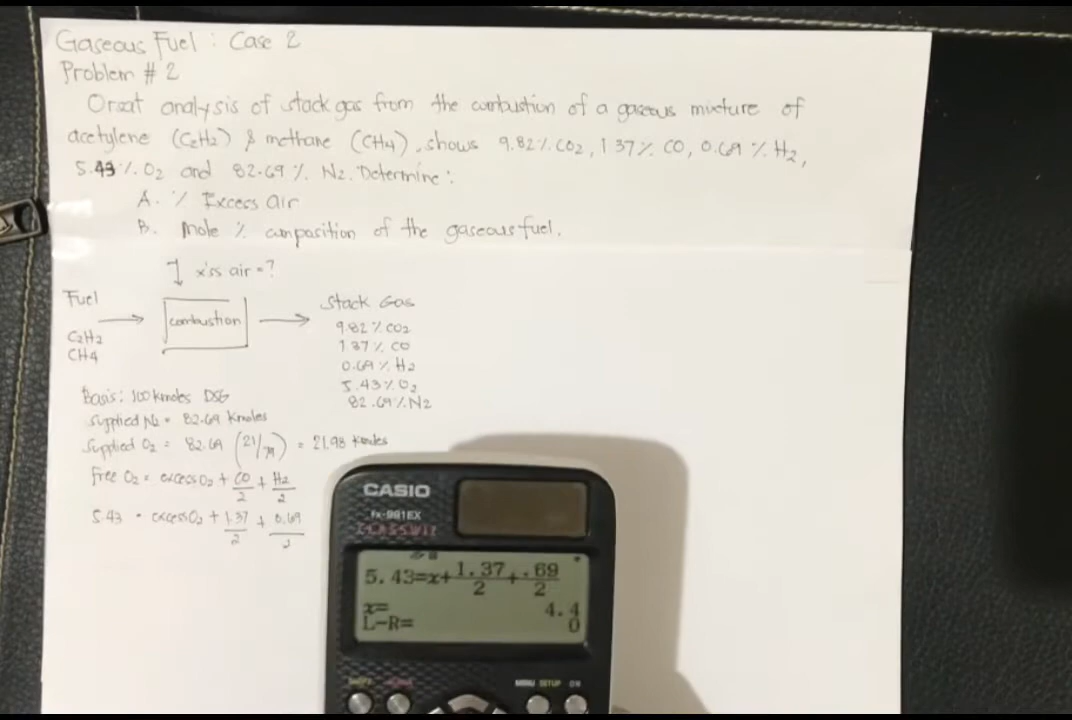 Gaseous Fuel : Case 2
Problem # 2
Orsat analysis of stack gas from the combustion of a gaseous mixture of
acetylene (C2H2) & methane (CH4), shows 9.82% CO2, 1.37% CO, 0.69% H2,
5.43% O2 and 82.69% N2. Determine:
A. % Excess air
B. Mole % composition of the gaseous fuel.
x'ss air = ?
Fuel
C2H2
CH4
combustion
Stack Gas
9.82% CO2
1.37% CO
0.69% H2
5.43% O2
82.69% N2
Basis: 100 kmoles DSG
Supplied N2 = 82.69 Kmoles
Supplied O2 = 82.69 (21/79) = 21.98 kmoles
Free O2 = excess O2 + CO/2 + H2/2
5.43 = excess O2 + 1.37/2 + 0.69/2
CASIO
fx-991EX
CLASSWIZ
5.43=x+1.37/2+.69/2
x= 4.4
L-R= 0
SHIFT
MENU SETUP ON